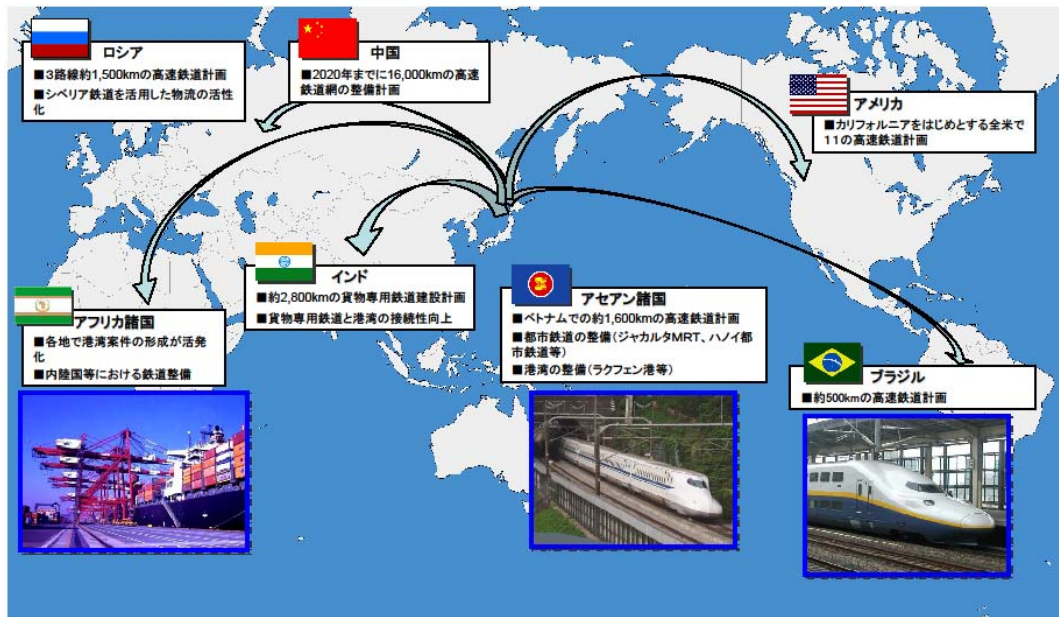 ロシア
■３路線約1,500kmの高速鉄道計画
■シベリア鉄道を活用した物流の活性
化
中国
■2020年までに16,000kmの高速
鉄道網の整備計画
アメリカ
■カリフォルニアをはじめとする全米で
１１の高速鉄道計画
インド
■約2,800kmの貨物専用鉄道建設計画
■貨物専用鉄道と港湾の接続性向上
アセアン諸国
■ベトナムでの約1,600kmの高速鉄道計画
■都市鉄道の整備(ジャカルタMRT、ハノイ都
市鉄道等)
■港湾の整備(ラクフェン港等)
アフリカ諸国
■各地で港湾案件の形成が活発
化
■内陸国等における鉄道整備
ブラジル
■約500kmの高速鉄道計画